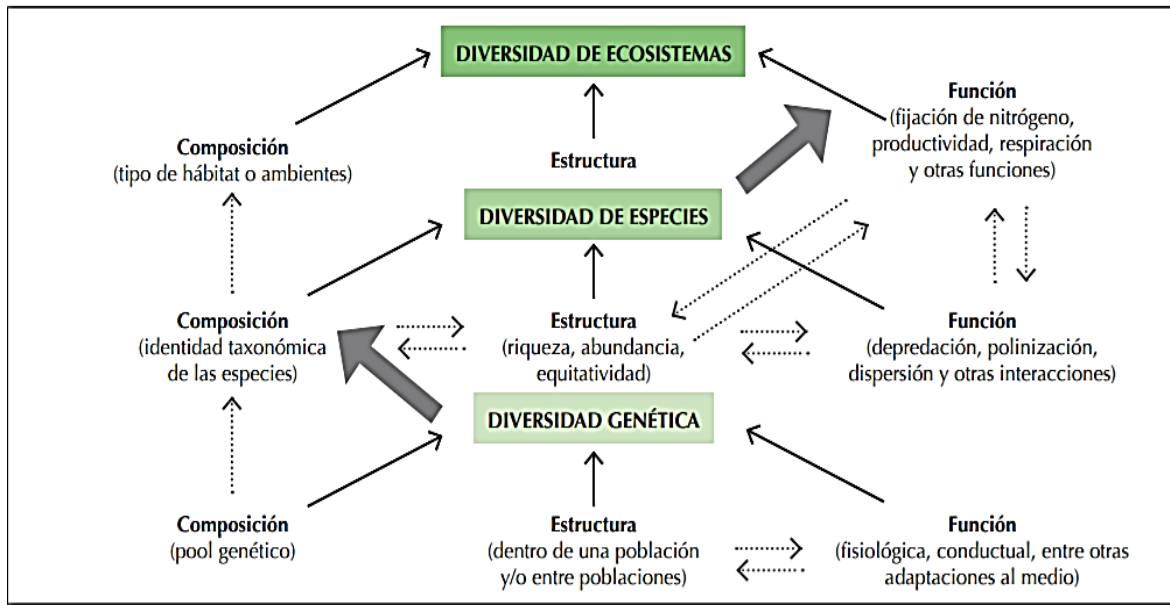 DIVERSIDAD DE ECOSISTEMAS
Función
(fijación de nitrógeno,
productividad, respiración
y otras funciones)
Composición
(tipo de hábitat o ambientes)
Estructura
DIVERSIDAD DE ESPECIES
Composición
(identidad taxonómica
de las especies)
Estructura
(riqueza, abundancia,
equitatividad)
Función
(depredación, polinización,
dispersión y otras interacciones)
DIVERSIDAD GENÉTICA
Composición
(pool genético)
Estructura
(dentro de una población
y/o entre poblaciones)
Función
(fisiológica, conductual, entre otras
adaptaciones al medio)